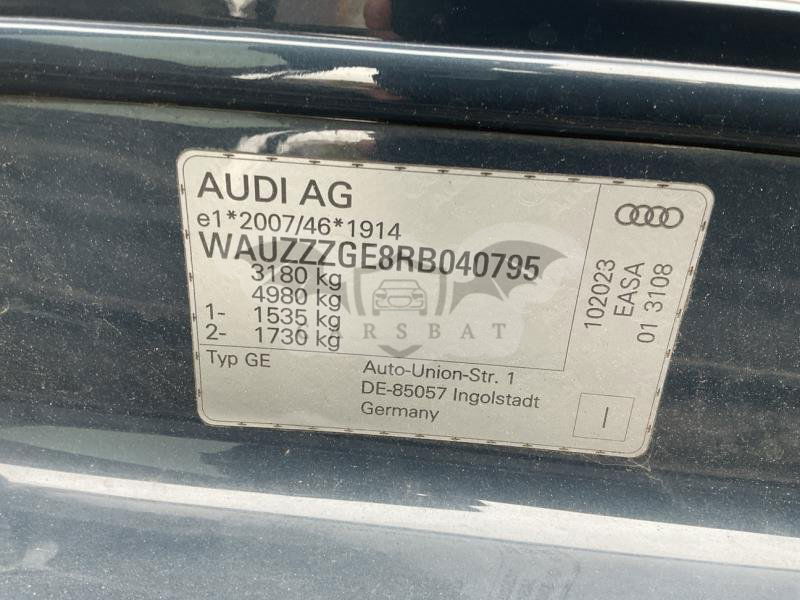 AUDI AG
e1*2007/46*1914
WAUZZZGE8RB040795
3180 kg
4980 kg
1- 1535 kg
2- 1730 kg
Typ GE
Auto-Union-Str. 1
DE-85057 Ingolstadt
Germany
102023
EASA
01 3108
I
CARSBAT